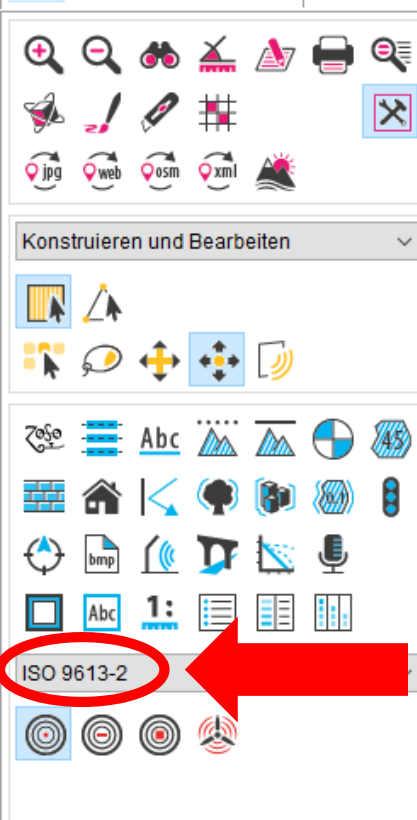 jpg web osm xml
Konstruieren und Bearbeiten
Abc 45
bmp
Abc 1:
ISO 9613-2